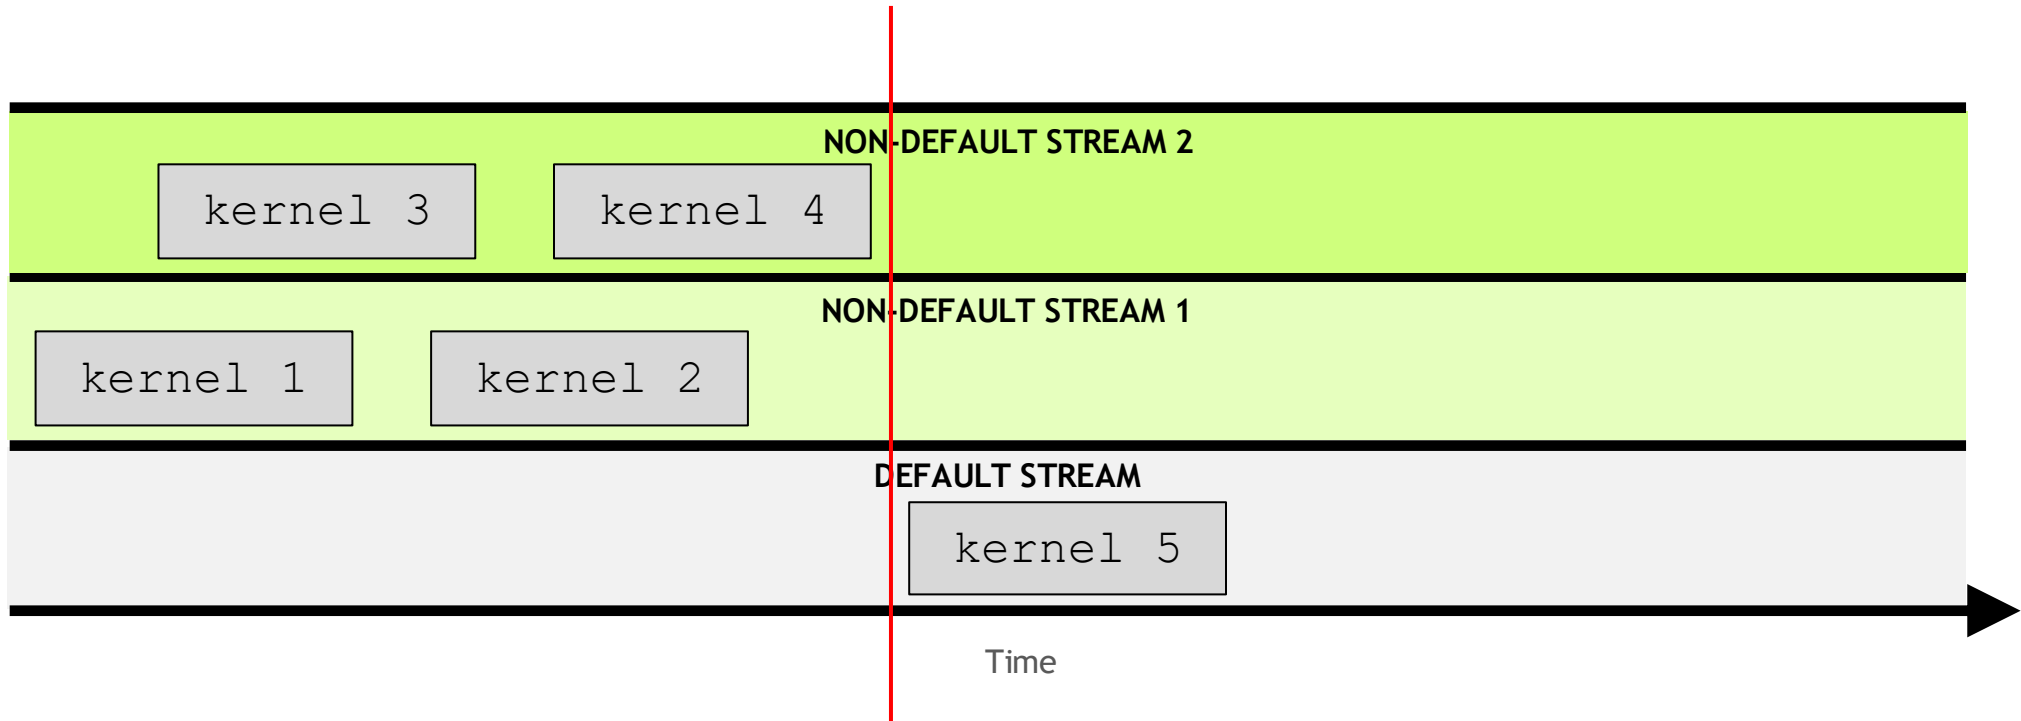 NON-DEFAULT STREAM 2
kernel 3
kernel 4
NON-DEFAULT STREAM 1
kernel 1
kernel 2
DEFAULT STREAM
kernel 5
Time